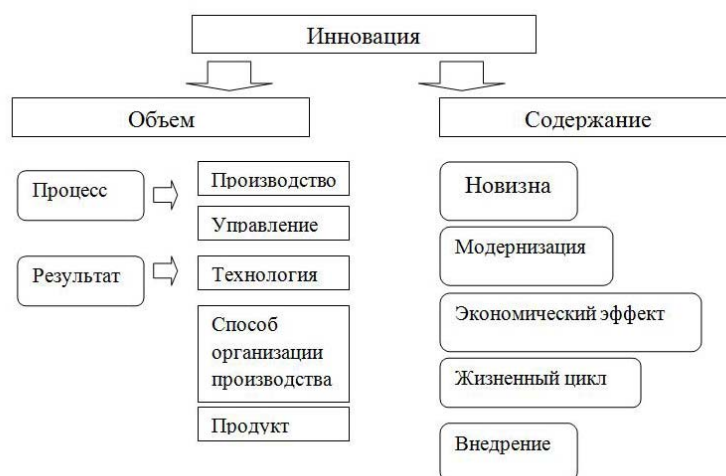 Инновация
Объем
Содержание
Процесс
Производство
Управление
Результат
Технология
Способ
организации
производства
Продукт
Новизна
Модернизация
Экономический эффект
Жизненный цикл
Внедрение